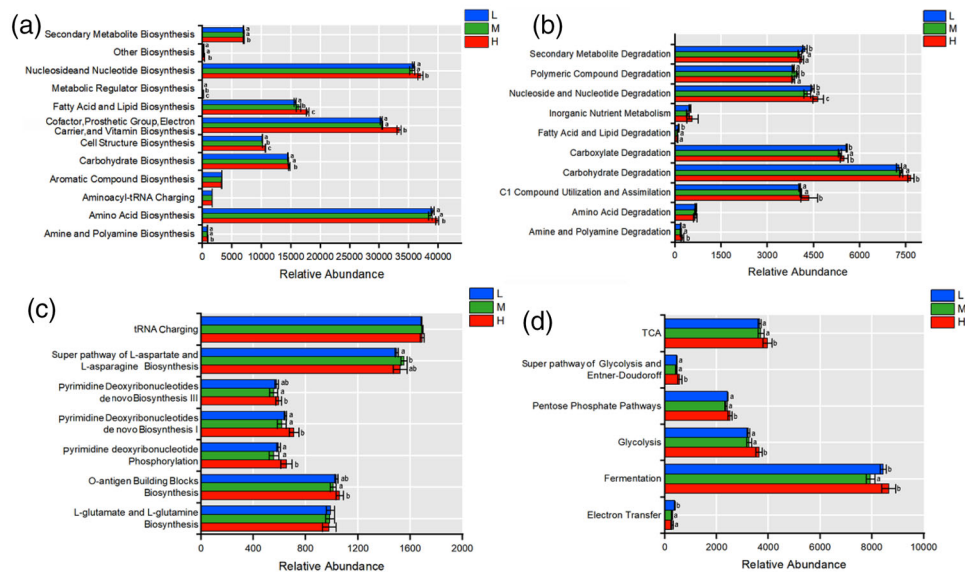 (a)
L
M
H
Secondary Metabolite Biosynthesis
Other Biosynthesis
Nucleosideand Nucleotide Biosynthesis
Metabolic Regulator Biosynthesis
Fatty Acid and Lipid Biosynthesis
Cofactor,Prosthetic Group,Electron
Carrier,and Vitamin Biosynthesis
Cell Structure Biosynthesis
Carbohydrate Biosynthesis
Aromatic Compound Biosynthesis
Aminoacyl-tRNA Charging
Amino Acid Biosynthesis
Amine and Polyamine Biosynthesis
a
a
b
a
a
b
a
a
b
a
b
c
a
b
c
a
a
b
a
b
c
a
a
b
a
a
b
a
a
b
0 5000 10000 15000 20000 25000 30000 35000 40000
Relative Abundance
(b)
L
M
H
Secondary Metabolite Degradation
Polymeric Compound Degradation
Nucleoside and Nucleotide Degradation
Inorganic Nutrient Metabolism
Fatty Acid and Lipid Degradation
Carboxylate Degradation
Carbohydrate Degradation
C1 Compound Utilization and Assimilation
Amino Acid Degradation
Amine and Polyamine Degradation
b
a
a
a
b
a
b
a
c
b
a
a
b
a
b
a
a
b
a
a
b
a
a
b
0 1500 3000 4500 6000 7500
Relative Abundance
(c)
L
M
H
tRNA Charging
Super pathway of L-aspartate and
L-asparagine Biosynthesis
pyrimidine Deoxyribonucleotides
de novo Biosynthesis III
pyrimidine Deoxyribonucleotides
de novo Biosynthesis I
pyrimidine deoxyribonucleotide
Phosphorylation
O-antigen Building Blocks
Biosynthesis
L-glutamate and L-glutamine
Biosynthesis
a
b
ab
ab
a
b
a
a
b
a
a
b
ab
a
b
0 400 800 1200 1600 2000
Relative Abundance
(d)
L
M
H
TCA
Super pathway of Glycolysis and
Entner-Doudoroff
Pentose Phosphate Pathways
Glycolysis
Fermentation
Electron Transfer
a
a
b
a
a
b
a
a
b
a
a
b
b
a
b
b
a
a
0 2000 4000 6000 8000 10000
Relative Abundance